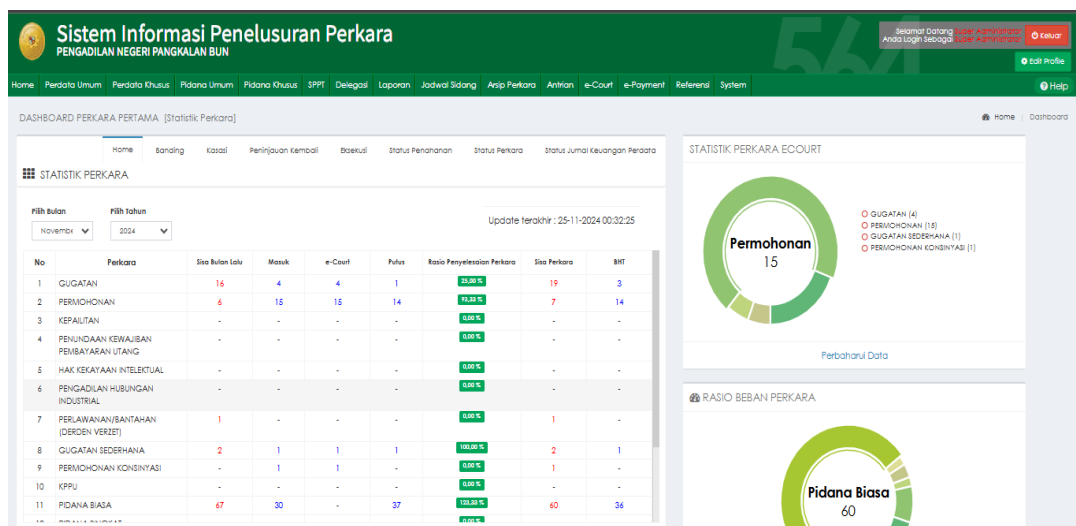 564
Sistem Informasi Penelusuran Perkara
PENGADILAN NEGERI PANGKALAN BUN
Selamat Datang Super Administrator
Anda Login Sebagai Super Administrator
Keluar
Edit Profile
Home Perdata Umum Perdata Khusus Pidana Umum Pidana Khusus SPPT Delegasi Laporan Jadwal Sidang Arsip Perkara Antrian e-Court e-Payment Referensi System Help
DASHBOARD PERKARA PERTAMA [Statistik Perkara]
Home | Dashboard
Home Banding Kasasi Peninjauan Kembali Eksekusi Status Penahanan Status Perkara Status Jurnal Keuangan Perdata
STATISTIK PERKARA
Pilih Bulan Pilih Tahun
Novembe 2024
Update terakhir : 25-11-2024 00:32:25
No Perkara Sisa Bulan Lalu Masuk e-Court Putus Rasio Penyelesaian Perkara Sisa Perkara BHT
1 GUGATAN 16 4 4 1 25,00 % 19 3
2 PERMOHONAN 6 15 15 14 93,33 % 7 14
3 KEPAILITAN - - - - 0,00 % - -
4 PENUNDAAN KEWAJIBAN - - - - 0,00 % - -
PEMBAYARAN UTANG
5 HAK KEKAYAAN INTELEKTUAL - - - - 0,00 % - -
6 PENGADILAN HUBUNGAN - - - - 0,00 % - -
INDUSTRIAL
7 PERLAWANAN/BANTAHAN 1 - - - 0,00 % 1 -
(DERDEN VERZET)
8 GUGATAN SEDERHANA 2 1 1 1 100,00 % 2 1
9 PERMOHONAN KONSINYASI - 1 1 - 0,00 % 1 -
10 KPPU - - - - 0,00 % - -
11 PIDANA BIASA 67 30 - 37 123,33 % 60 36
12 PIDANA SINGKAT 0,00 %
STATISTIK PERKARA ECOURT
Permohonan
15
GUGATAN (4)
PERMOHONAN (15)
GUGATAN SEDERHANA (1)
PERMOHONAN KONSINYASI (1)
Perbaharui Data
RASIO BEBAN PERKARA
Pidana Biasa
60